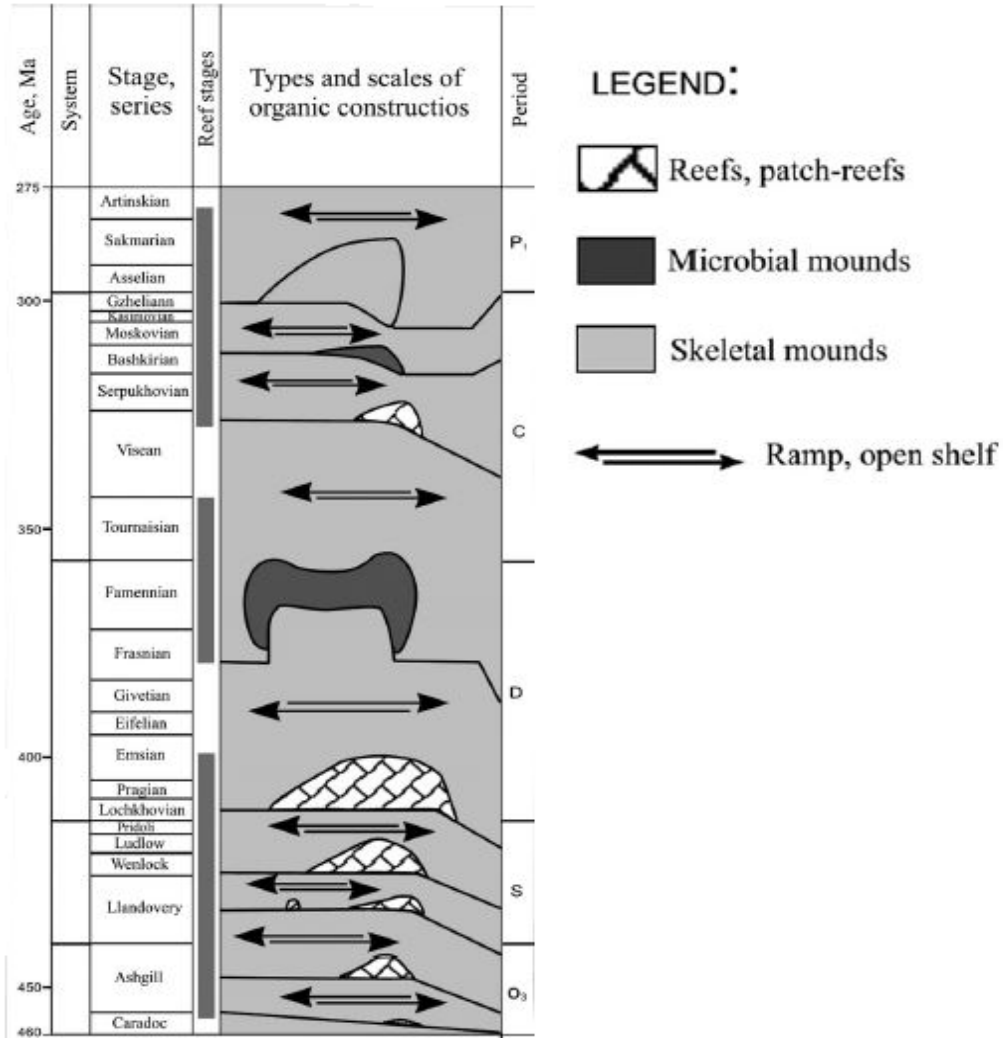 Age, Ma
System
Stage,
series
Reef stages
Types and scales of
organic constructios
Period
275
Artinskian
Sakmarian
Asselian
300
Gzheliann
Kasimovian
Moskovian
Bashkirian
Serpukhovian
Visean
350
Tournaisian
Famennian
Frasnian
Givetian
Eifelian
400
Emsian
Pragian
Lochkhovian
Pridoli
Ludlow
Wenlock
Llandovery
Ashgill
450
Caradoc
460
P1
C
D
S
O3
LEGEND:
Reefs, patch-reefs
Microbial mounds
Skeletal mounds
Ramp, open shelf